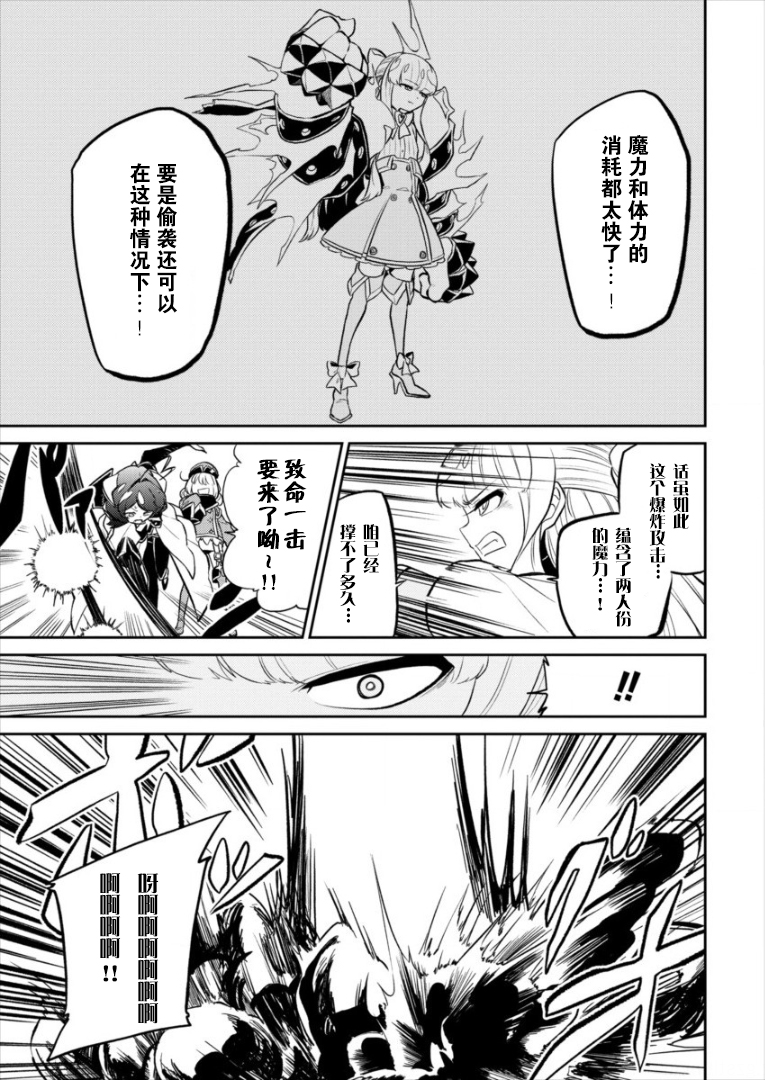 魔力和体力的
消耗都太快了…！
要是偷袭还可以
在这种情况下…！
话虽如此
这个爆炸攻击…
蕴含了两人份
的魔力…！
咱已经
撑不了多久…
致命一击
要来了呦～!!
!!
呀啊啊啊啊啊啊
啊啊啊啊!!